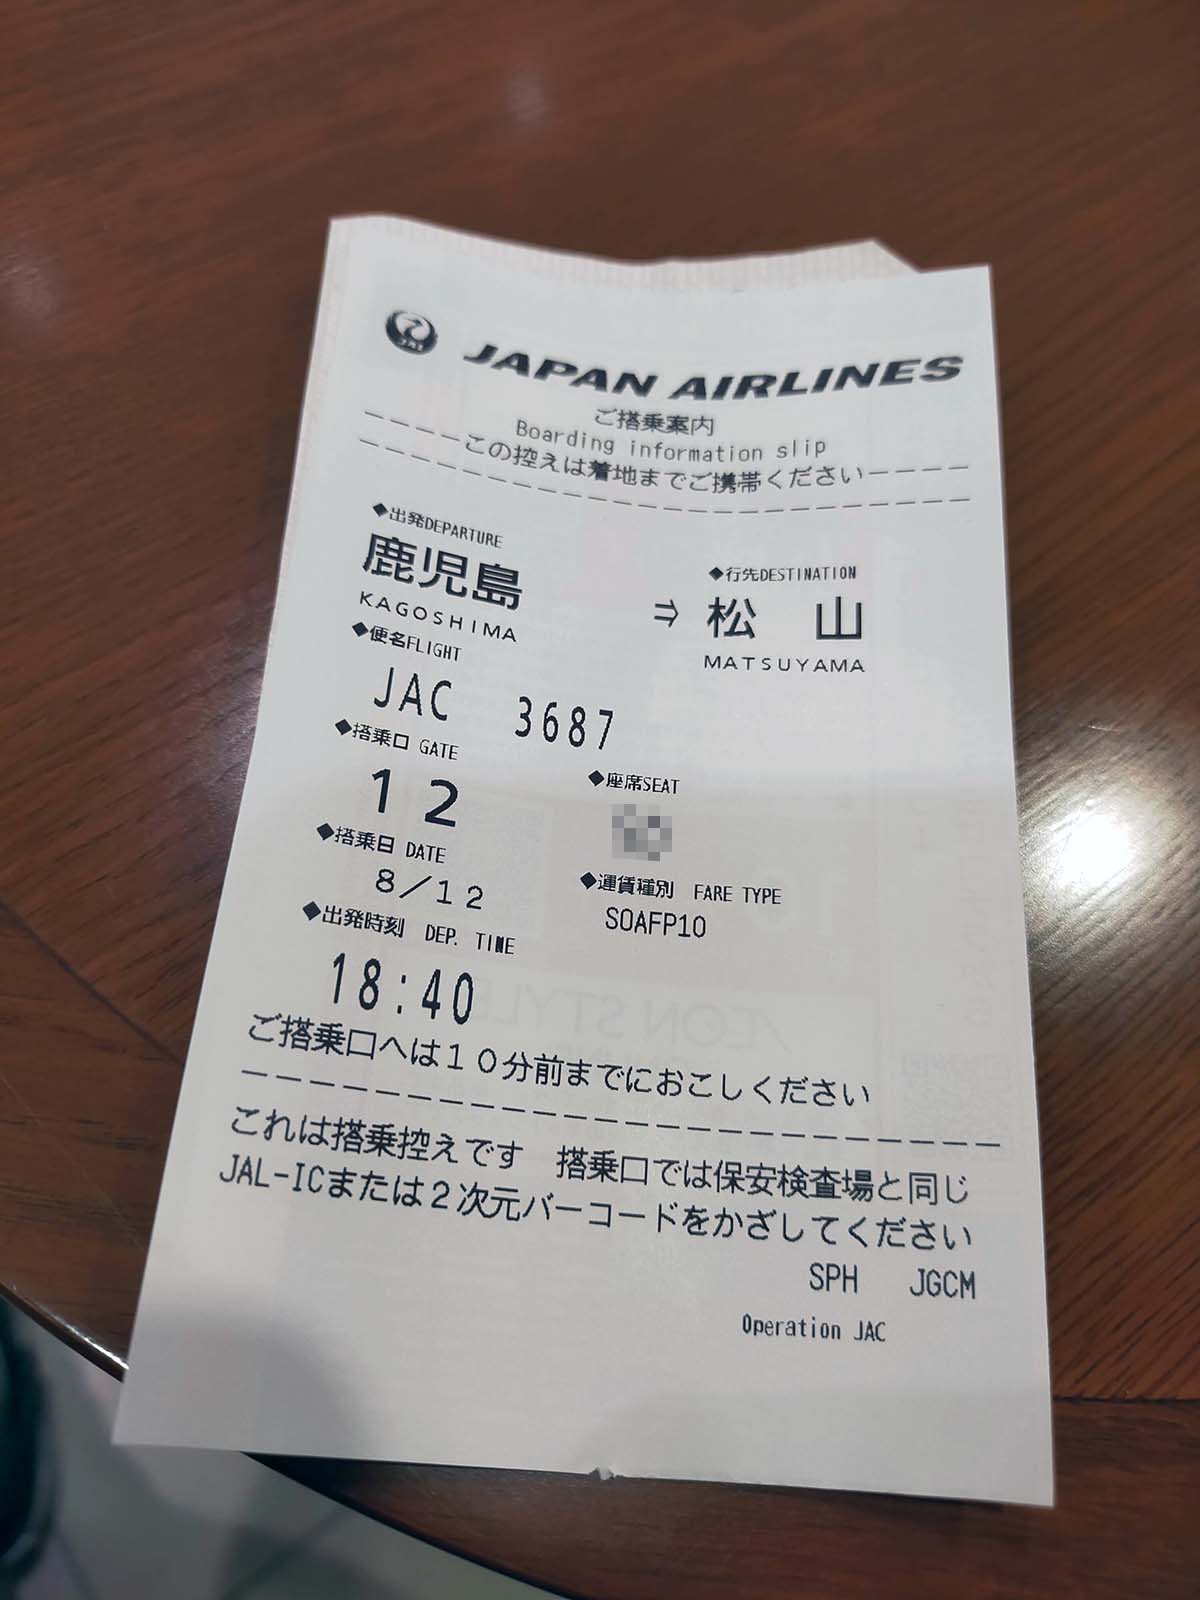 JAL JAPAN AIRLINES
ご搭乗案内
Boarding information slip
----この控えは着地までご携帯ください----
◆出発DEPARTURE
鹿児島
KAGOSHIMA
⇒
◆行先DESTINATION
松 山
MATSUYAMA
◆便名FLIGHT
JAC 3687
◆搭乗口 GATE
12
◆座席SEAT
◆搭乗日 DATE
8/12
◆運賃種別 FARE TYPE
SOAFP10
◆出発時刻 DEP. TIME
18:40
ご搭乗口へは10分前までにおこしください
これは搭乗控えです 搭乗口では保安検査場と同じ
JAL-ICまたは2次元バーコードをかざしてください
SPH JGCM
Operation JAC